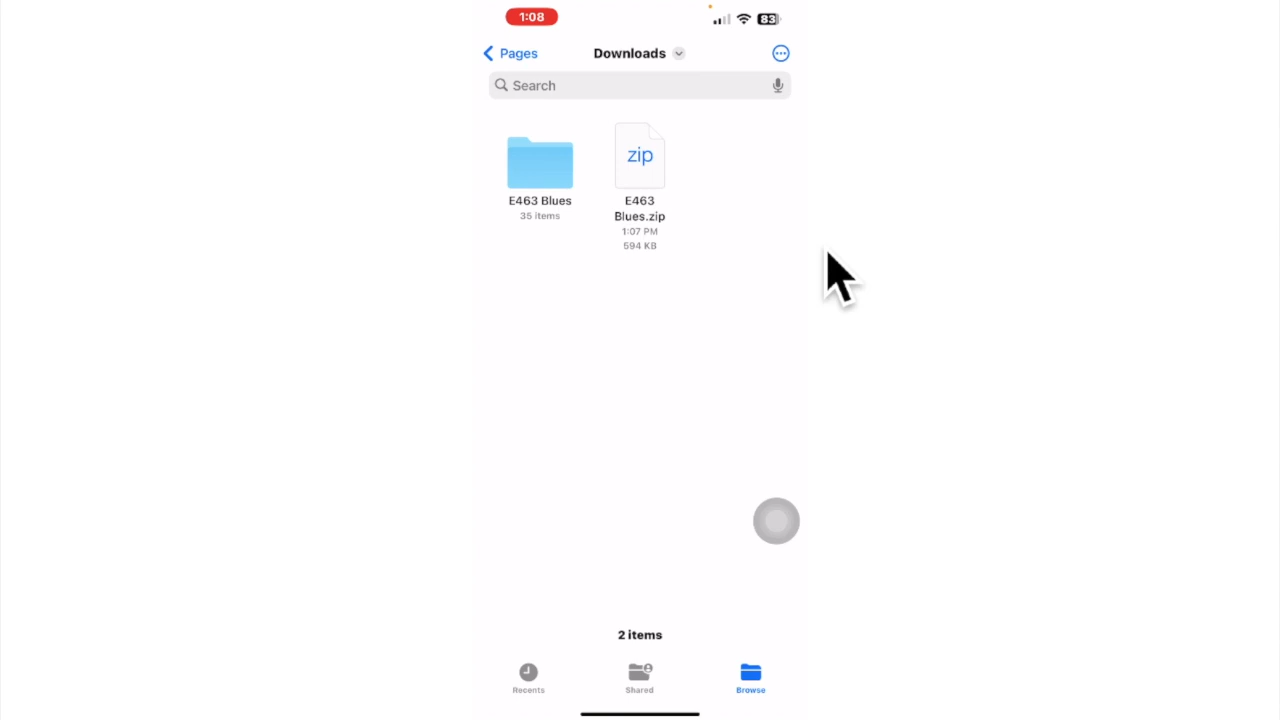 1:08
83
Pages
Downloads
Search
zip
E463 Blues
35 items
E463
Blues.zip
1:07 PM
594 KB
2 items
Recents
Shared
Browse